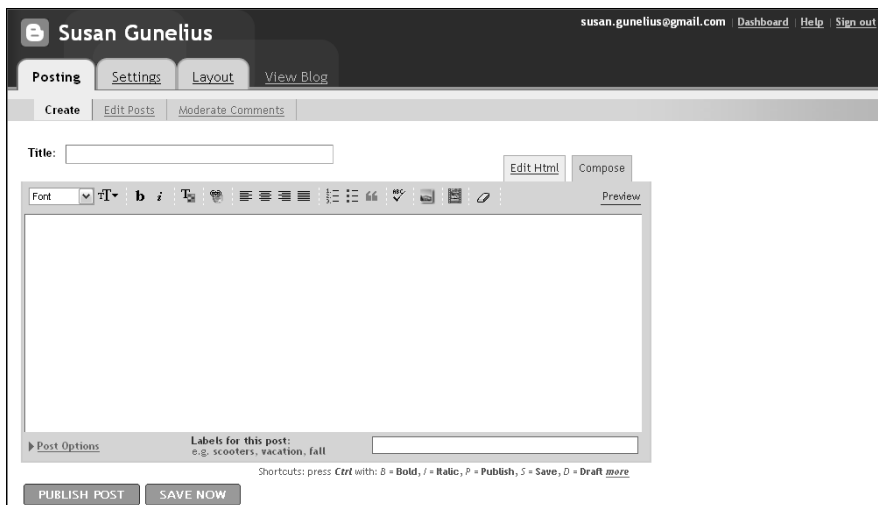 Susan Gunelius
susan.gunelius@gmail.com | Dashboard | Help | Sign out
Posting Settings Layout View Blog
Create Edit Posts Moderate Comments
Title:
Edit Html Compose
Font Preview
Post Options
Labels for this post:
e.g. scooters, vacation, fall
Shortcuts: press Ctrl with: B = Bold, I = Italic, P = Publish, S = Save, D = Draft more
PUBLISH POST SAVE NOW